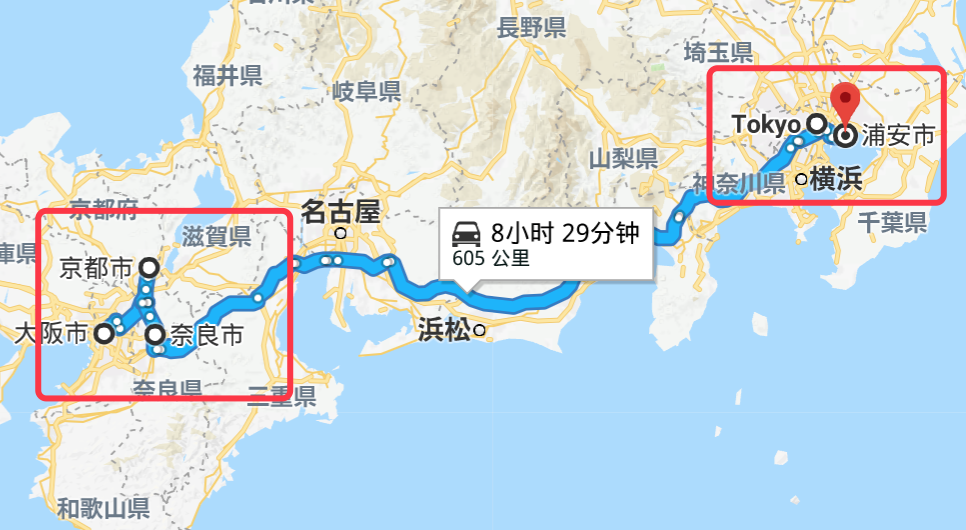 長野県
埼玉県
福井県
岐阜県
Tokyo
浦安市
山梨県
神奈川県
横浜
京都府
名古屋
滋賀県
千葉県
庫県
8小时 29分钟
605 公里
京都市
大阪市
奈良市
浜松
奈良県
三重県
和歌山県